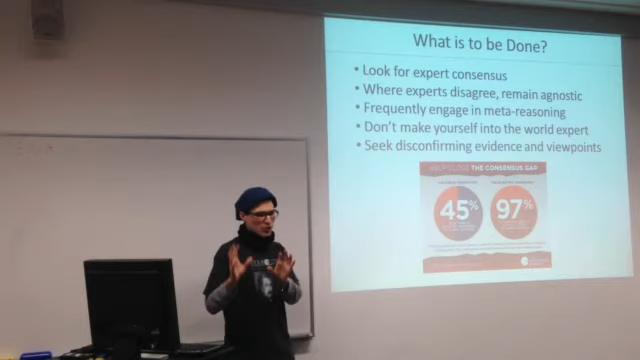 What is to be Done?
• Look for expert consensus
• Where experts disagree, remain agnostic
• Frequently engage in meta-reasoning
• Don't make yourself into the world expert
• Seek disconfirming evidence and viewpoints
THE CONSENSUS GAP
45% 97%